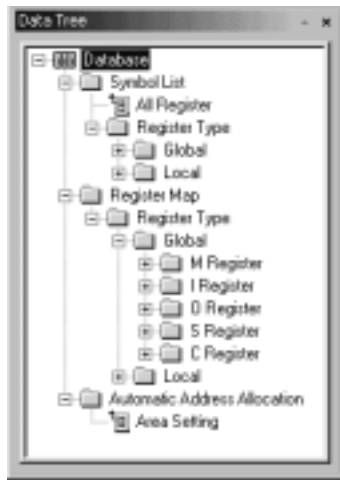 Data Tree
Database
Symbol List
All Register
Register Type
Global
Local
Register Map
Register Type
Global
M Register
I Register
O Register
S Register
C Register
Local
Automatic Address Allocation
Area Setting